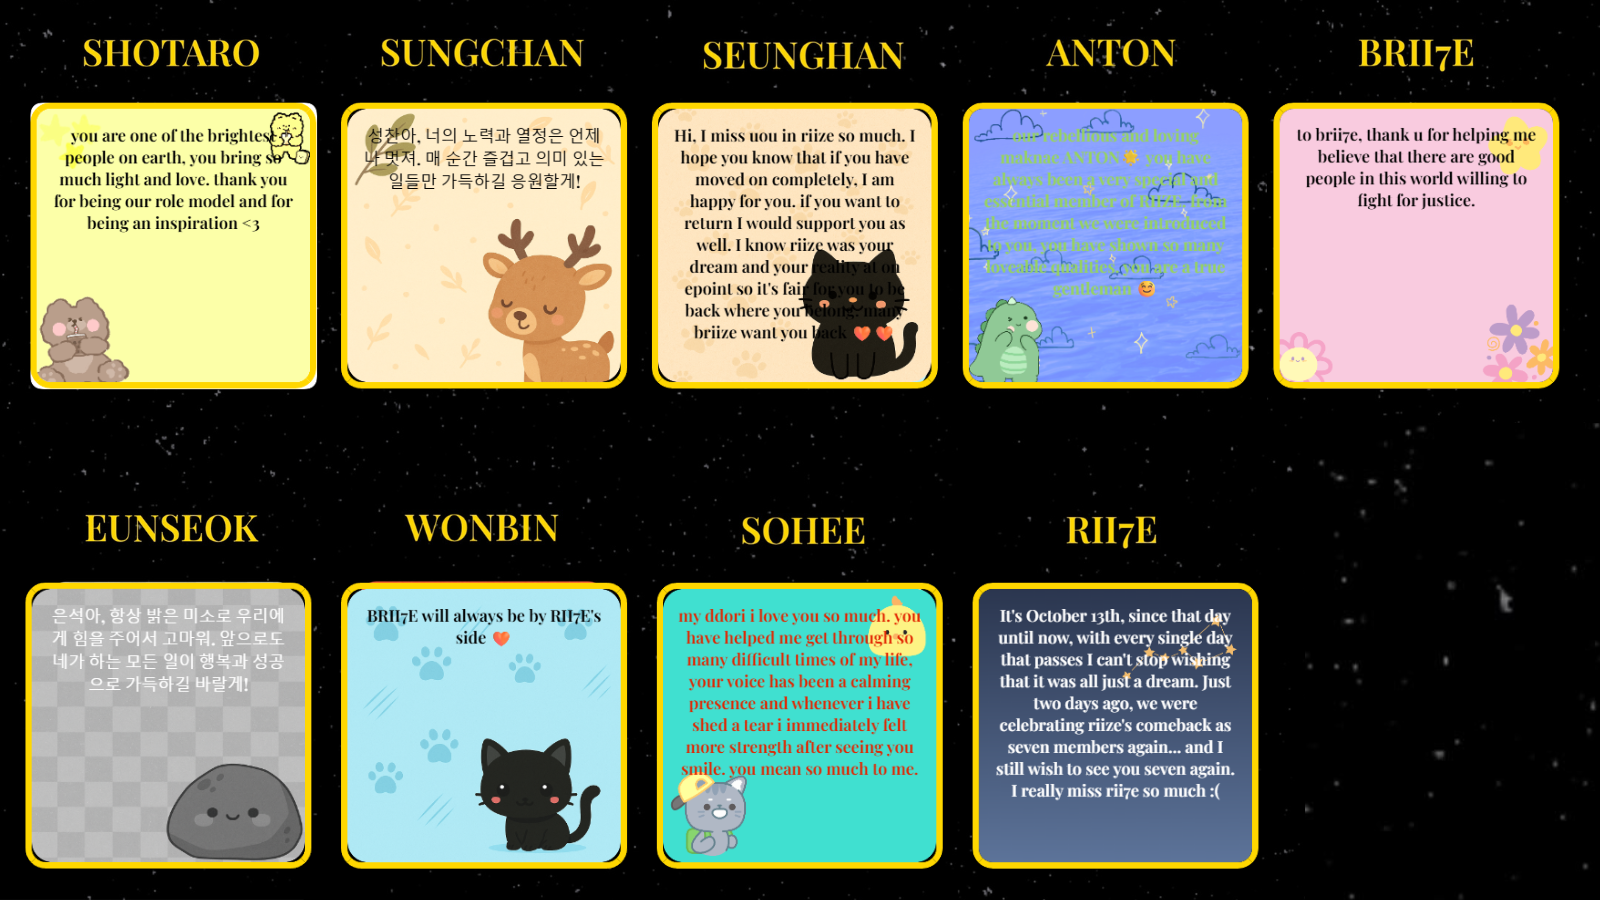 SHOTARO
you are one of the brightest
people on earth, you bring so
much light and love. thank you
for being our role model and for
being an inspiration <3
SUNGCHAN
성찬아, 너의 노력과 열정은 언제
나 멋져. 매 순간 즐겁고 의미 있는
일들만 가득하길 응원할게!
SEUNGHAN
Hi, I miss uou in riize so much. I
hope you know that if you have
moved on completely, I am
happy for you. if you want to
return I would support you as
well. I know riize was your
dream and your reality at on
epoint so it's fair for you to be
back where you belong. many
briize want you back ❤️❤️
ANTON
our rebellious and loving
maknae ANTON 🌟 you have
always been a very special and
essential member of RIIZE, from
the moment we were introduced
to you, you have shown so many
loveable qualities, you are a true
gentleman 😊
BRII7E
to brii7e, thank u for helping me
believe that there are good
people in this world willing to
fight for justice.
EUNSEOK
은석아, 항상 밝은 미소로 우리에
게 힘을 주어서 고마워. 앞으로도
네가 하는 모든 일이 행복과 성공
으로 가득하길 바랄게!
WONBIN
BRII7E will always be by RII7E's
side ❤️
SOHEE
my ddori i love you so much. you
have helped me get through so
many difficult times of my life,
your voice has been a calming
presence and whenever i have
shed a tear i immediately felt
more strength after seeing you
smile. you mean so much to me.
RII7E
It's October 13th, since that day
until now, with every single day
that passes I can't stop wishing
that it was all just a dream. Just
two days ago, we were
celebrating riize's comeback as
seven members again... and I
still wish to see you seven again.
I really miss rii7e so much :(